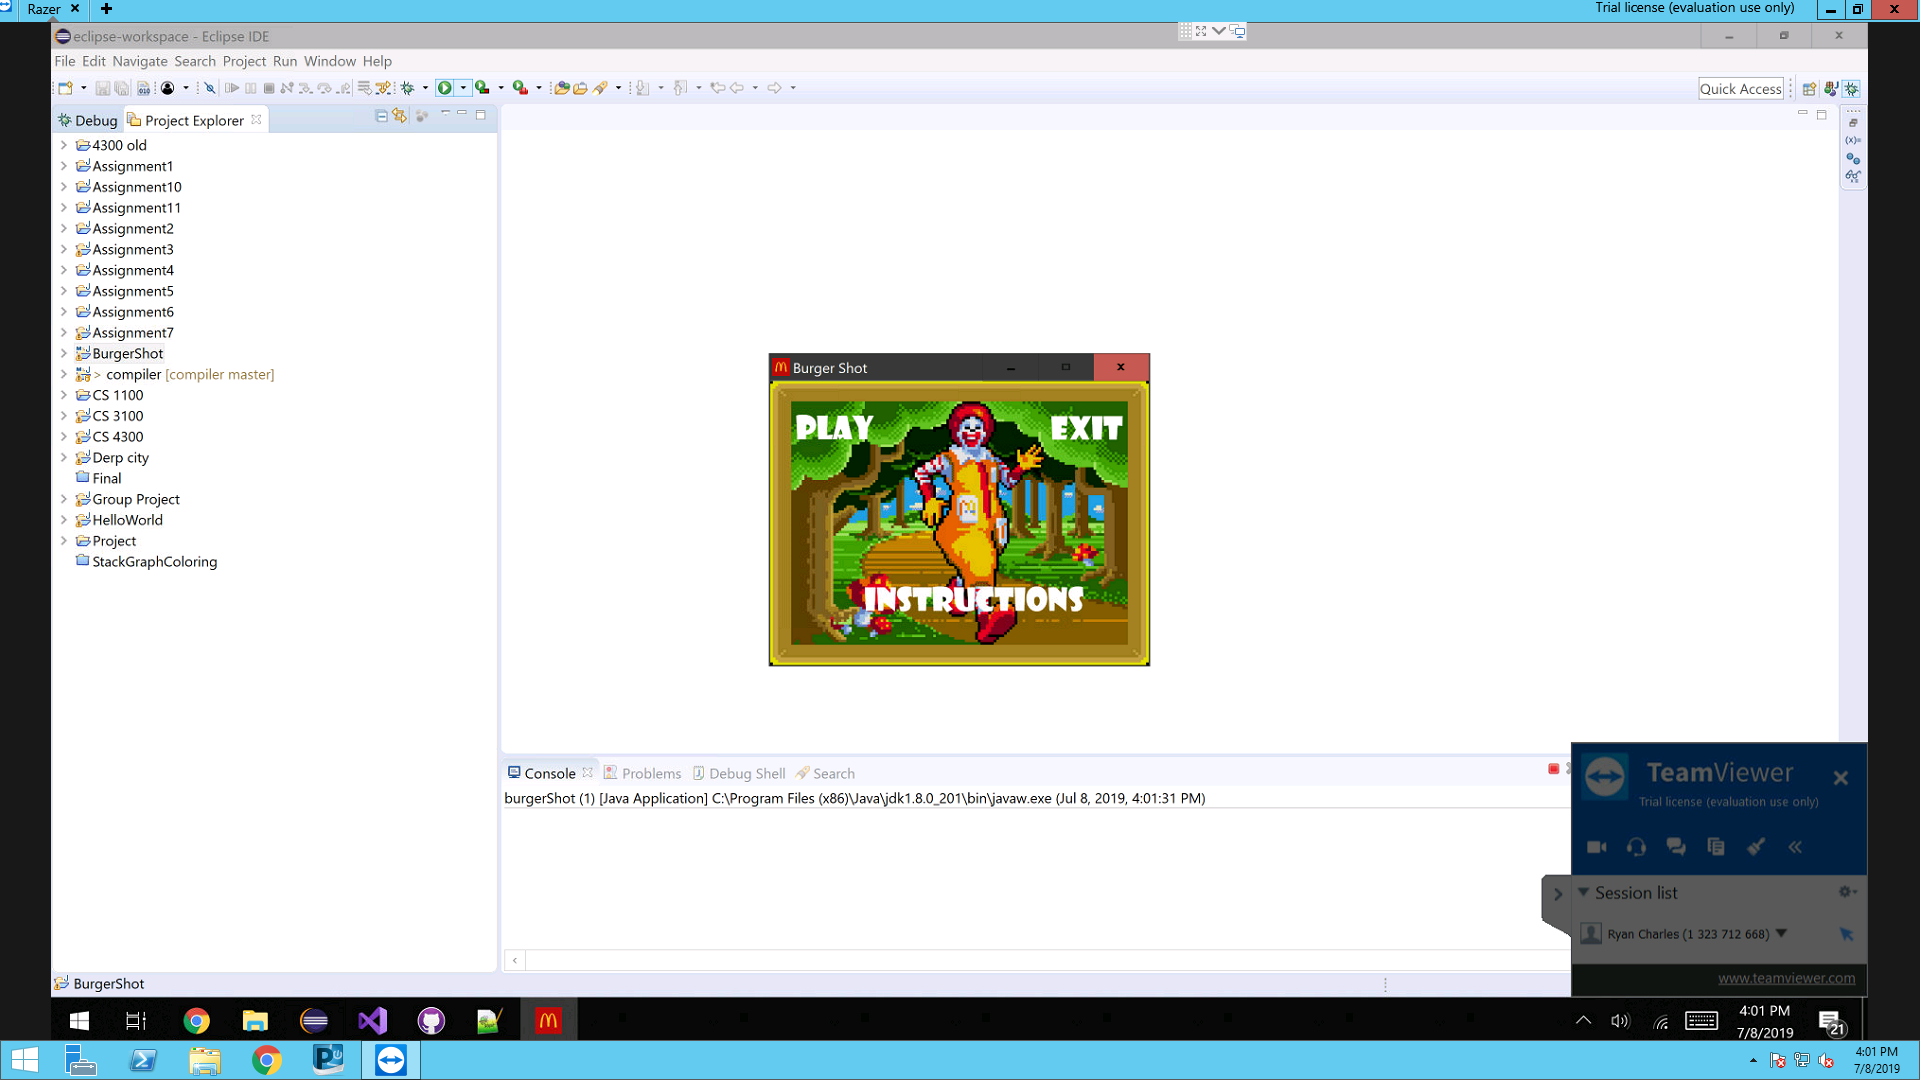 Razer
Trial license (evaluation use only)
eclipse-workspace - Eclipse IDE
File Edit Navigate Search Project Run Window Help
Quick Access
Debug Project Explorer
4300 old
Assignment1
Assignment10
Assignment11
Assignment2
Assignment3
Assignment4
Assignment5
Assignment6
Assignment7
BurgerShot
> compiler [compiler master]
CS 1100
CS 3100
CS 4300
Derp city
Final
Group Project
HelloWorld
Project
StackGraphColoring
Burger Shot
PLAY EXIT
INSTRUCTIONS
Console Problems Debug Shell Search
burgerShot (1) [Java Application] C:\Program Files (x86)\Java\jdk1.8.0_201\bin\javaw.exe (Jul 8, 2019, 4:01:31 PM)
TeamViewer
Trial license (evaluation use only)
Session list
Ryan Charles (1 323 712 668)
www.teamviewer.com
BurgerShot
4:01 PM
7/8/2019
21
4:01 PM
7/8/2019